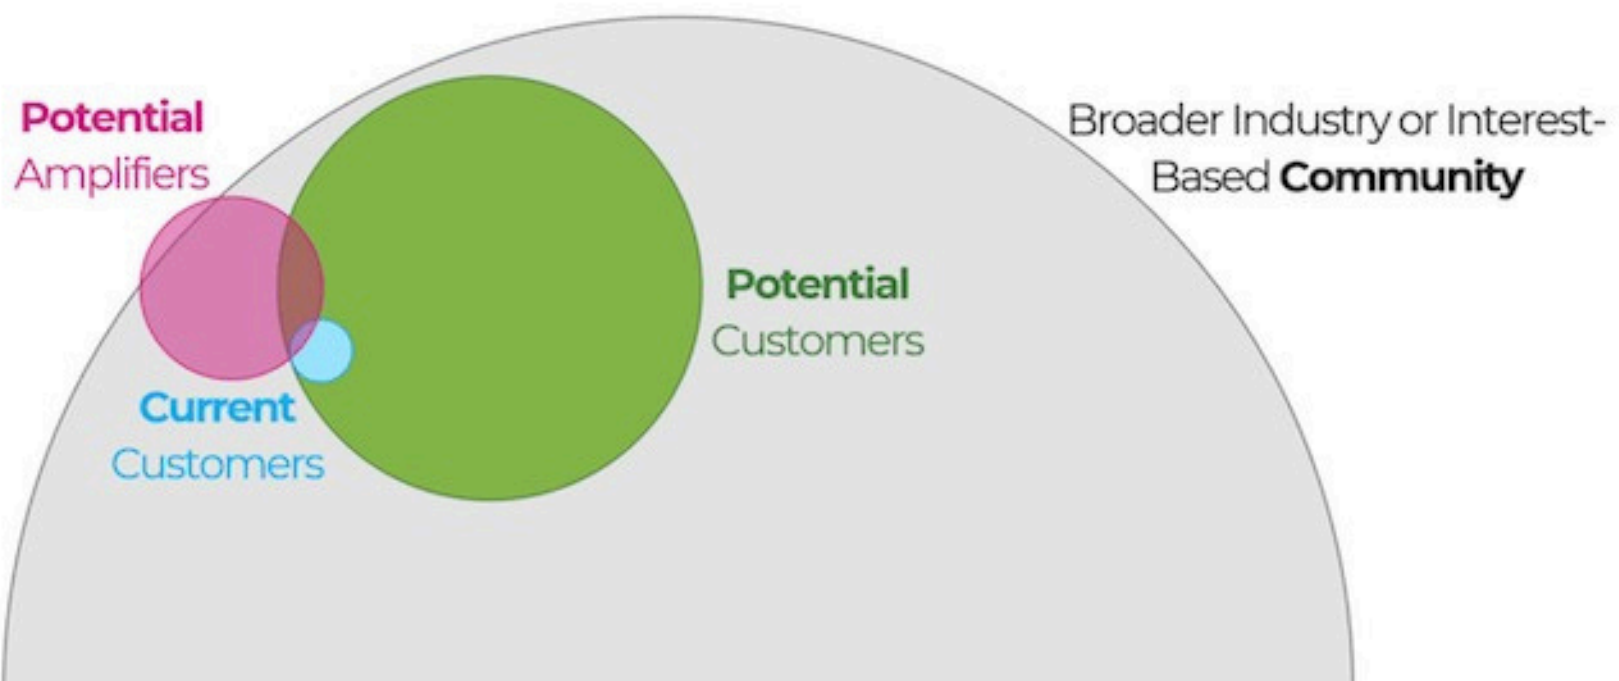 Potential
Amplifiers
Broader Industry or Interest-
Based Community
Potential
Customers
Current
Customers